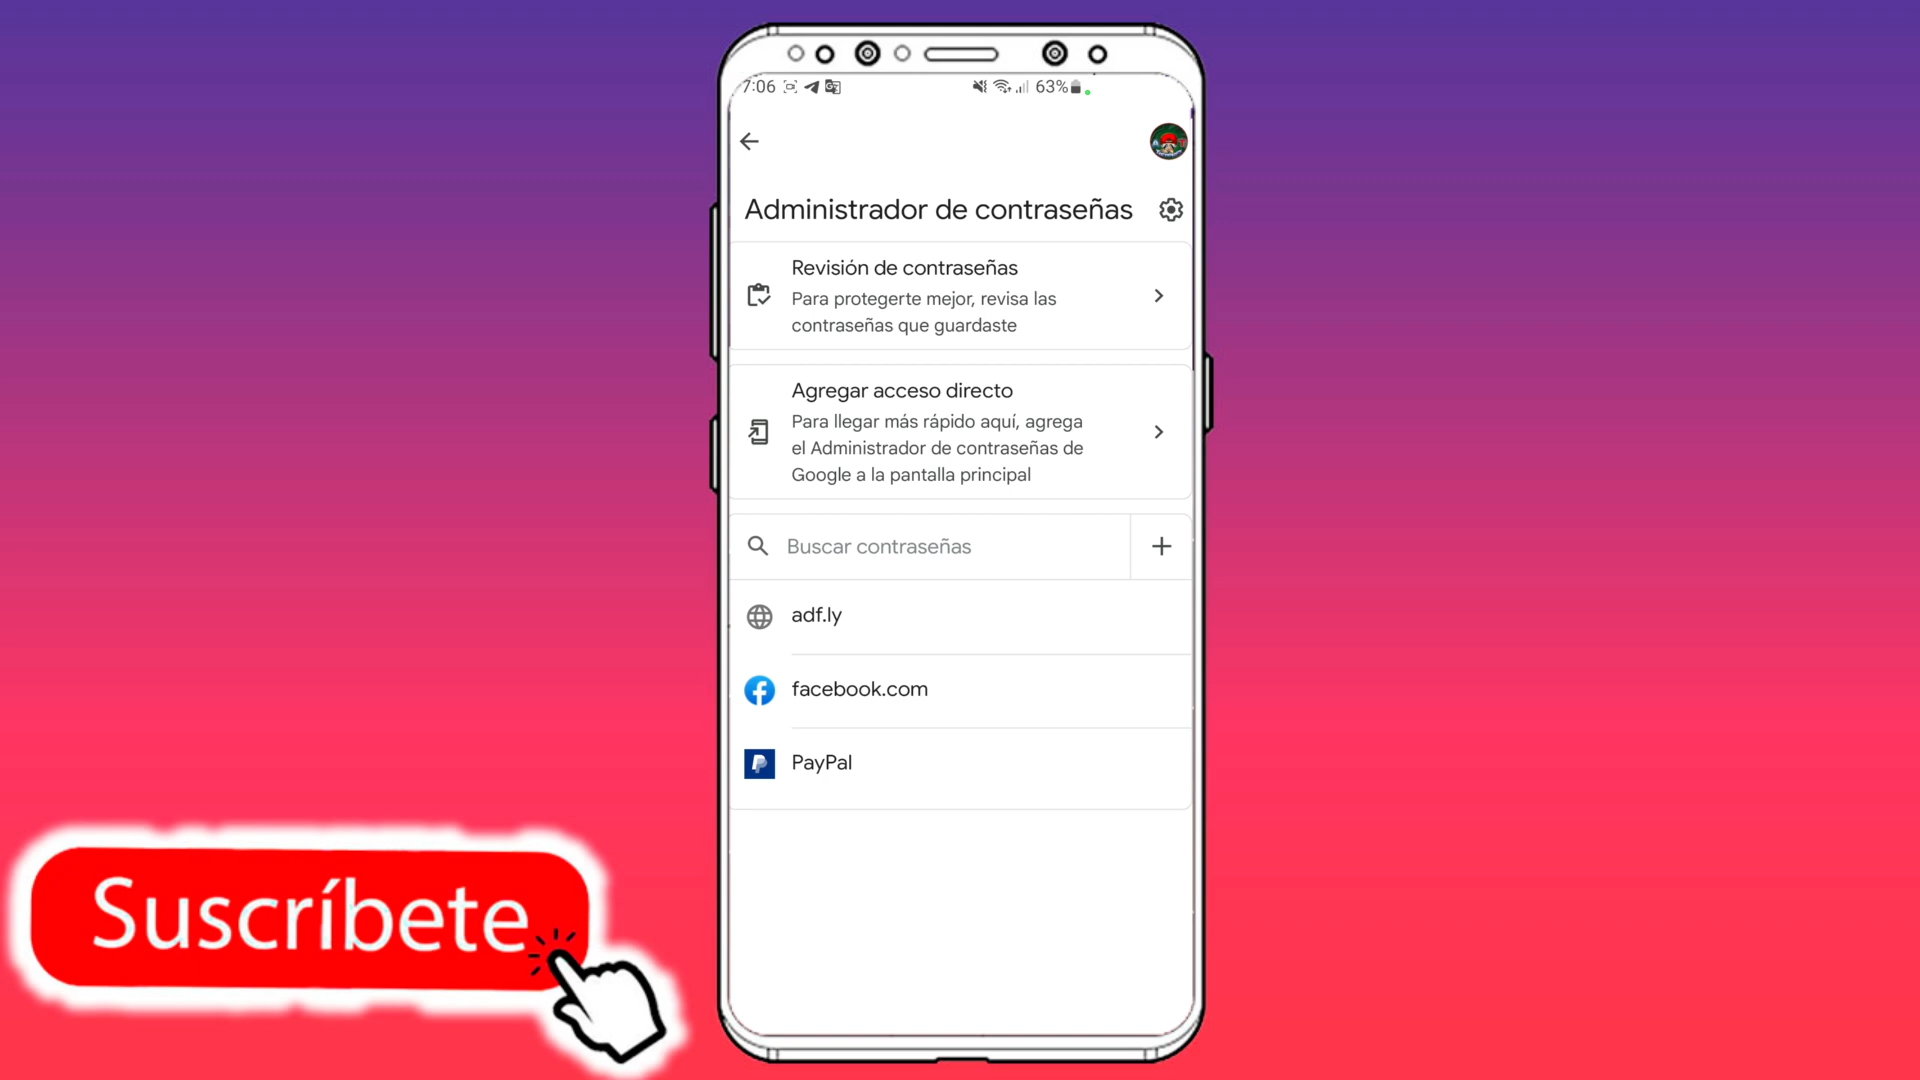 7:06
63%
Administrador de contraseñas
Revisión de contraseñas
Para protegerte mejor, revisa las
contraseñas que guardaste
Agregar acceso directo
Para llegar más rápido aquí, agrega
el Administrador de contraseñas de
Google a la pantalla principal
Buscar contraseñas
adf.ly
facebook.com
PayPal
Suscríbete